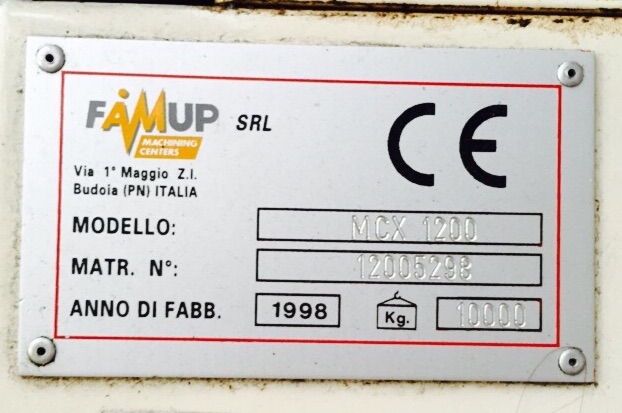 FAMUP SRL
MACHINING
CENTERS
CE
Via 1° Maggio Z.I.
Budoia (PN) ITALIA
MODELLO: MCX 1200
MATR. N°: 12005298
ANNO DI FABB. 1998 Kg. 10000